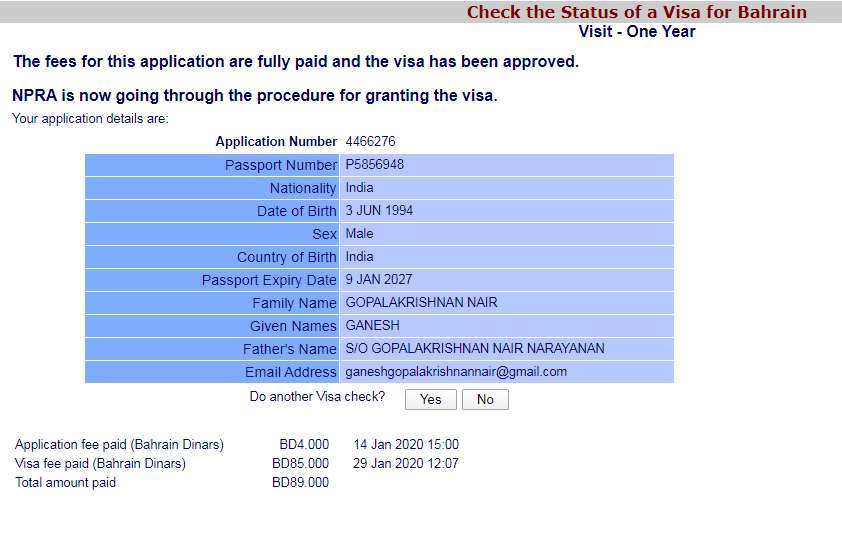 Check the Status of a Visa for Bahrain
Visit - One Year
The fees for this application are fully paid and the visa has been approved.
NPRA is now going through the procedure for granting the visa.
Your application details are:
Application Number 4466276
Passport Number P5856948
Nationality India
Date of Birth 3 JUN 1994
Sex Male
Country of Birth India
Passport Expiry Date 9 JAN 2027
Family Name GOPALAKRISHNAN NAIR
Given Names GANESH
Father's Name S/O GOPALAKRISHNAN NAIR NARAYANAN
Email Address ganeshgopalakrishnannair@gmail.com
Do another Visa check? Yes No
Application fee paid (Bahrain Dinars) BD4.000 14 Jan 2020 15:00
Visa fee paid (Bahrain Dinars) BD85.000 29 Jan 2020 12:07
Total amount paid BD89.000